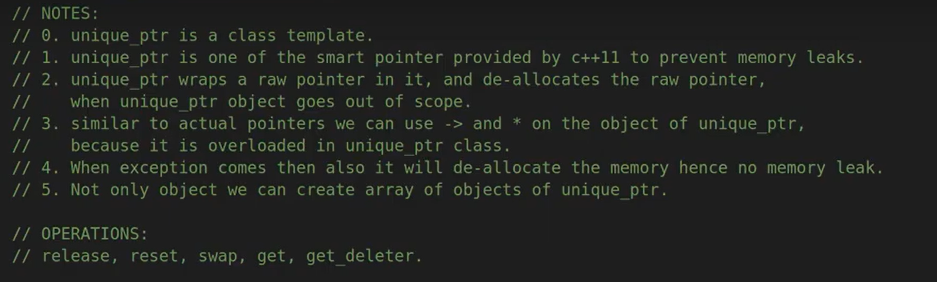 // NOTES:
// 0. unique_ptr is a class template.
// 1. unique_ptr is one of the smart pointer provided by c++11 to prevent memory leaks.
// 2. unique_ptr wraps a raw pointer in it, and de-allocates the raw pointer,
//    when unique_ptr object goes out of scope.
// 3. similar to actual pointers we can use -> and * on the object of unique_ptr,
//    because it is overloaded in unique_ptr class.
// 4. When exception comes then also it will de-allocate the memory hence no memory leak.
// 5. Not only object we can create array of objects of unique_ptr.
// OPERATIONS:
// release, reset, swap, get, get_deleter.